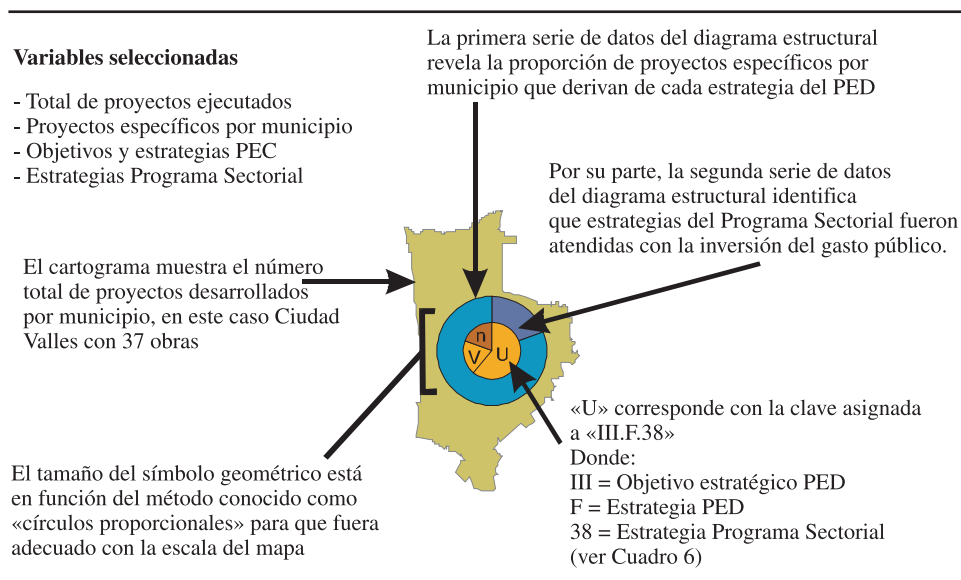 Variables seleccionadas
- Total de proyectos ejecutados
- Proyectos específicos por municipio
- Objetivos y estrategias PEC
- Estrategias Programa Sectorial
La primera serie de datos del diagrama estructural
revela la proporción de proyectos específicos por
municipio que derivan de cada estrategia del PED
Por su parte, la segunda serie de datos
del diagrama estructural identifica
que estrategias del Programa Sectorial fueron
atendidas con la inversión del gasto público.
El cartograma muestra el número
total de proyectos desarrollados
por municipio, en este caso Ciudad
Valles con 37 obras
n
V
U
El tamaño del símbolo geométrico está
en función del método conocido como
«círculos proporcionales» para que fuera
adecuado con la escala del mapa
«U» corresponde con la clave asignada
a «III.F.38»
Donde:
III = Objetivo estratégico PED
F = Estrategia PED
38 = Estrategia Programa Sectorial
(ver Cuadro 6)